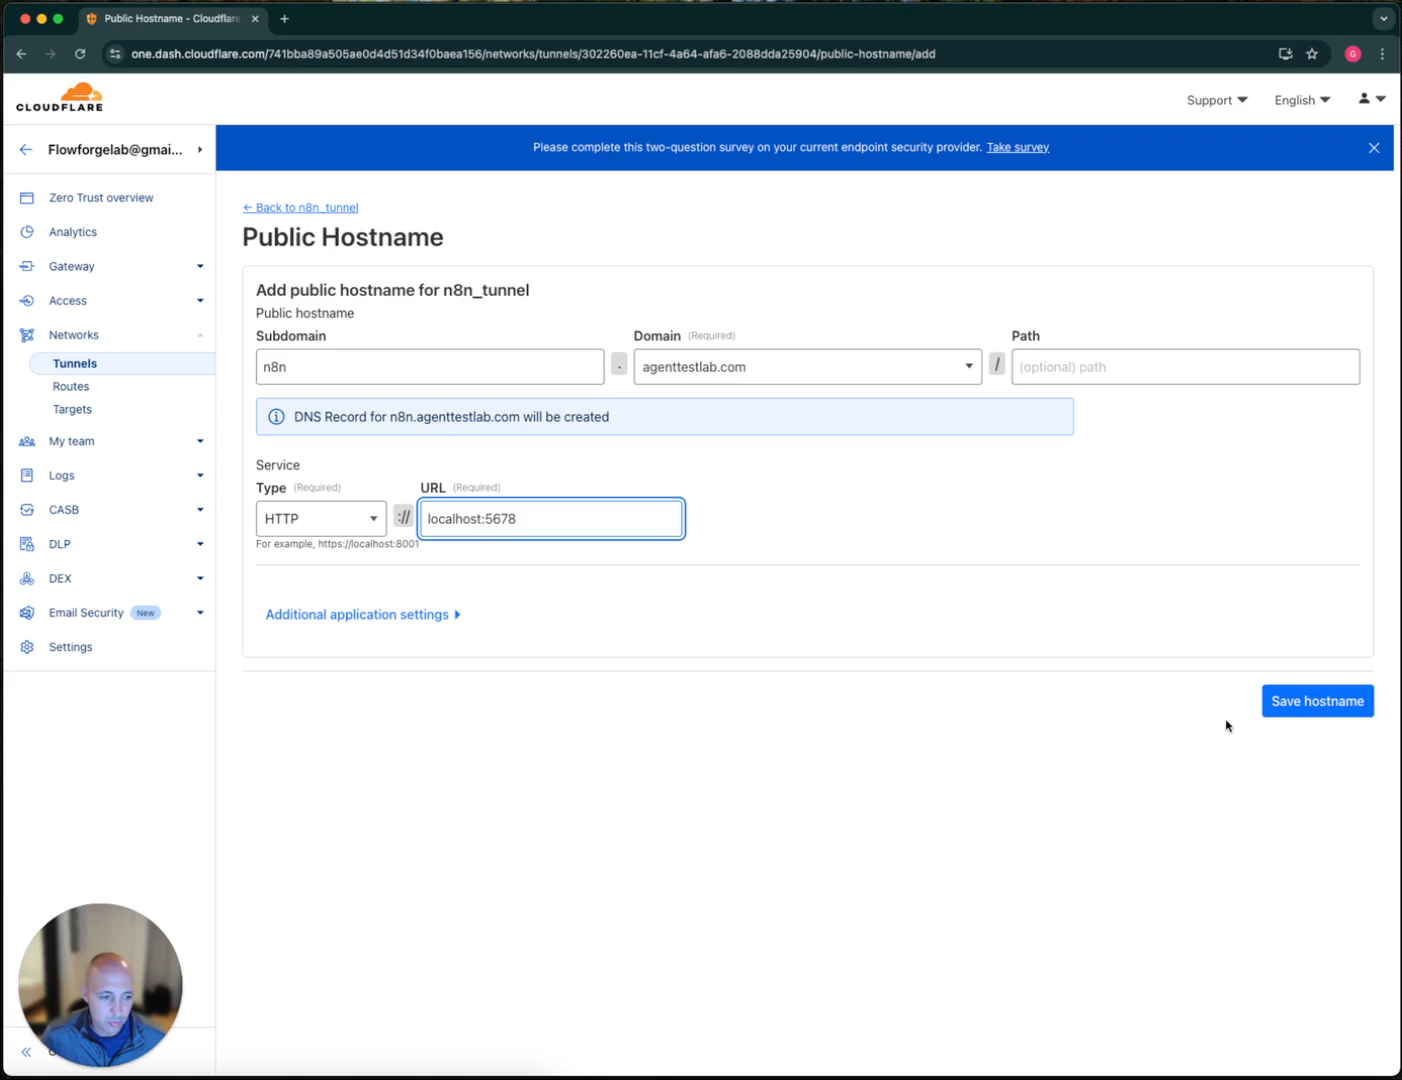 Public Hostname - Cloudflare
one.dash.cloudflare.com/741bba89a505ae0d4d51d34f0baea156/networks/tunnels/302260ea-11cf-4a64-afa6-2088dda25904/public-hostname/add
G
CLOUDFLARE
Support
English
Flowforgelab@gmai...
Please complete this two-question survey on your current endpoint security provider. Take survey
Zero Trust overview
Analytics
Gateway
Access
Networks
Tunnels
Routes
Targets
My team
Logs
CASB
DLP
DEX
Email Security New
Settings
← Back to n8n_tunnel
Public Hostname
Add public hostname for n8n_tunnel
Public hostname
Subdomain
Domain (Required)
Path
n8n
.
agenttestlab.com
/
(optional) path
DNS Record for n8n.agenttestlab.com will be created
Service
Type (Required)
URL (Required)
HTTP
://
localhost:5678
For example, https://localhost:8001
Additional application settings
Save hostname